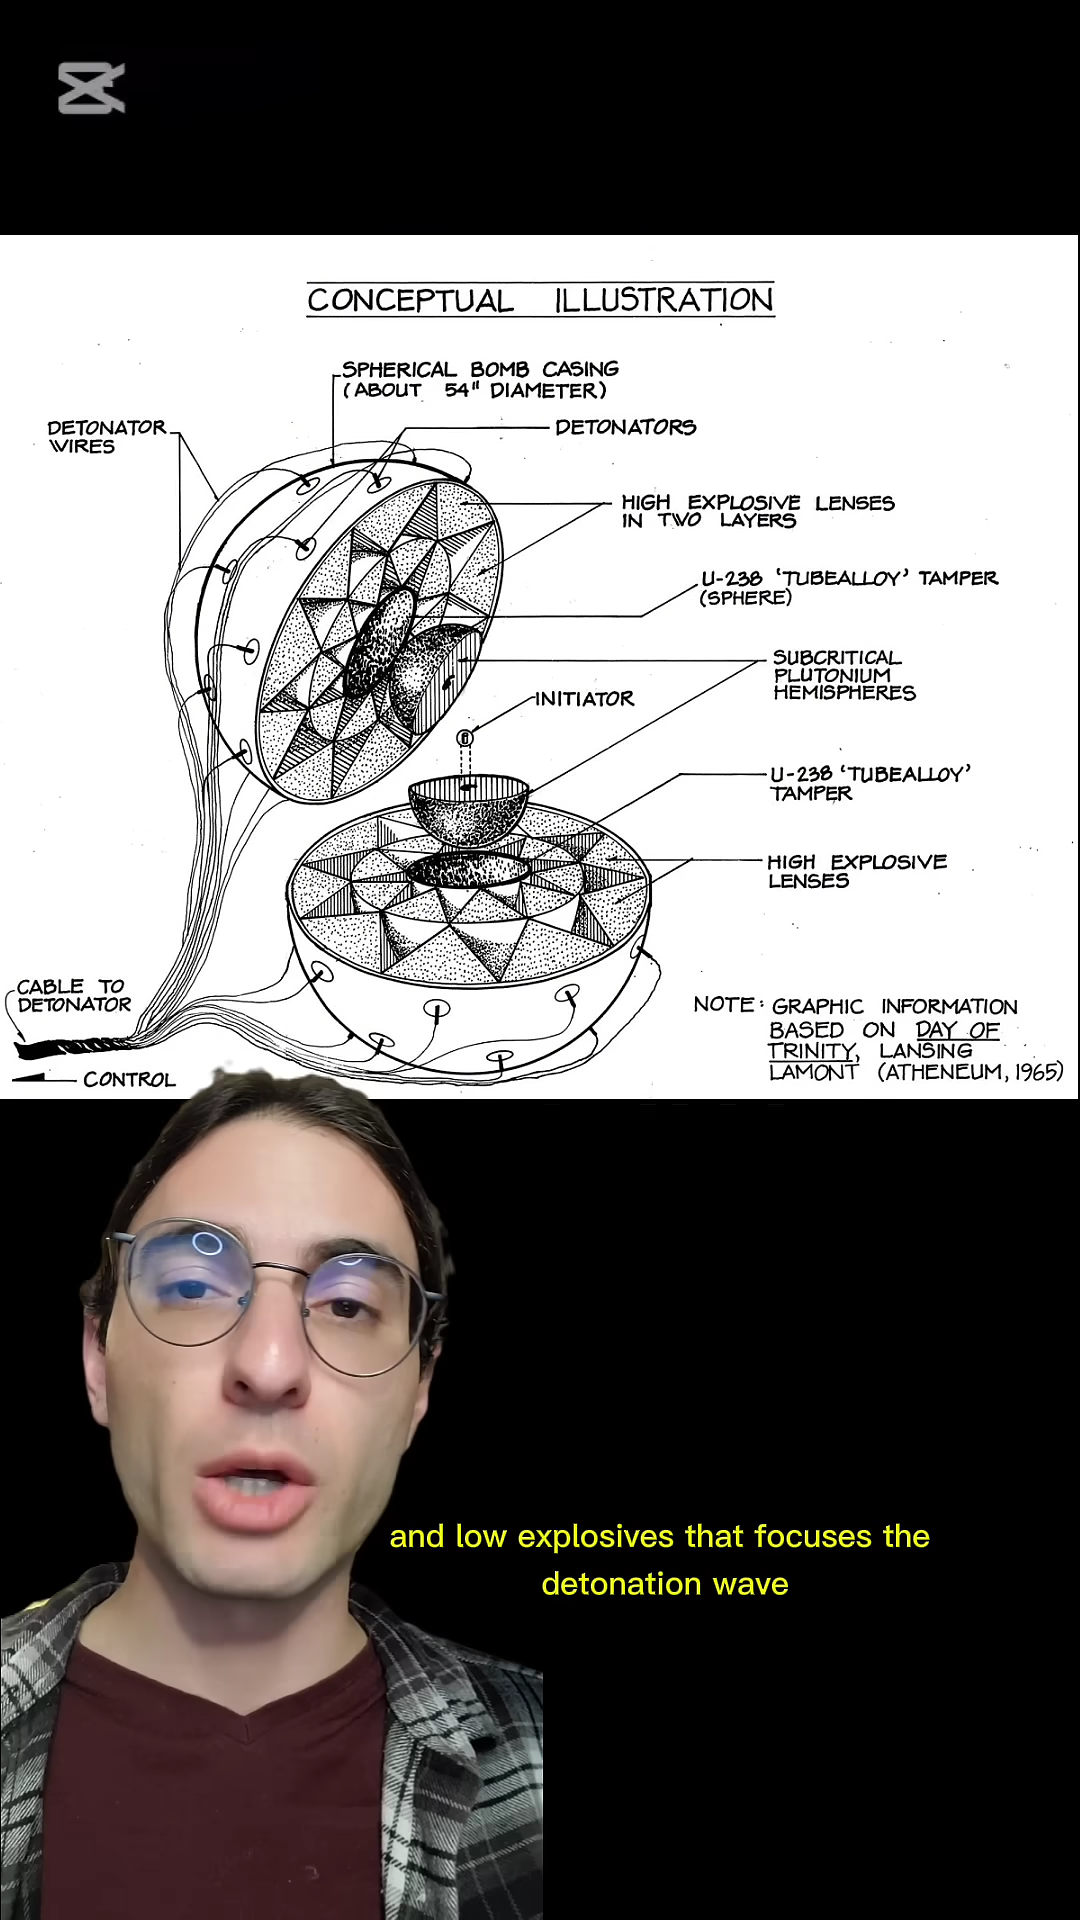 CONCEPTUAL ILLUSTRATION
SPHERICAL BOMB CASING
(ABOUT 54" DIAMETER)
DETONATOR
WIRES
DETONATORS
HIGH EXPLOSIVE LENSES
IN TWO LAYERS
U-238 'TUBEALLOY' TAMPER
(SPHERE)
SUBCRITICAL
PLUTONIUM
HEMISPHERES
INITIATOR
U-238 'TUBEALLOY'
TAMPER
HIGH EXPLOSIVE
LENSES
CABLE TO
DETONATOR
CONTROL
NOTE: GRAPHIC INFORMATION
BASED ON DAY OF
TRINITY, LANSING
LAMONT (ATHENEUM, 1965)
and low explosives that focuses the
detonation wave